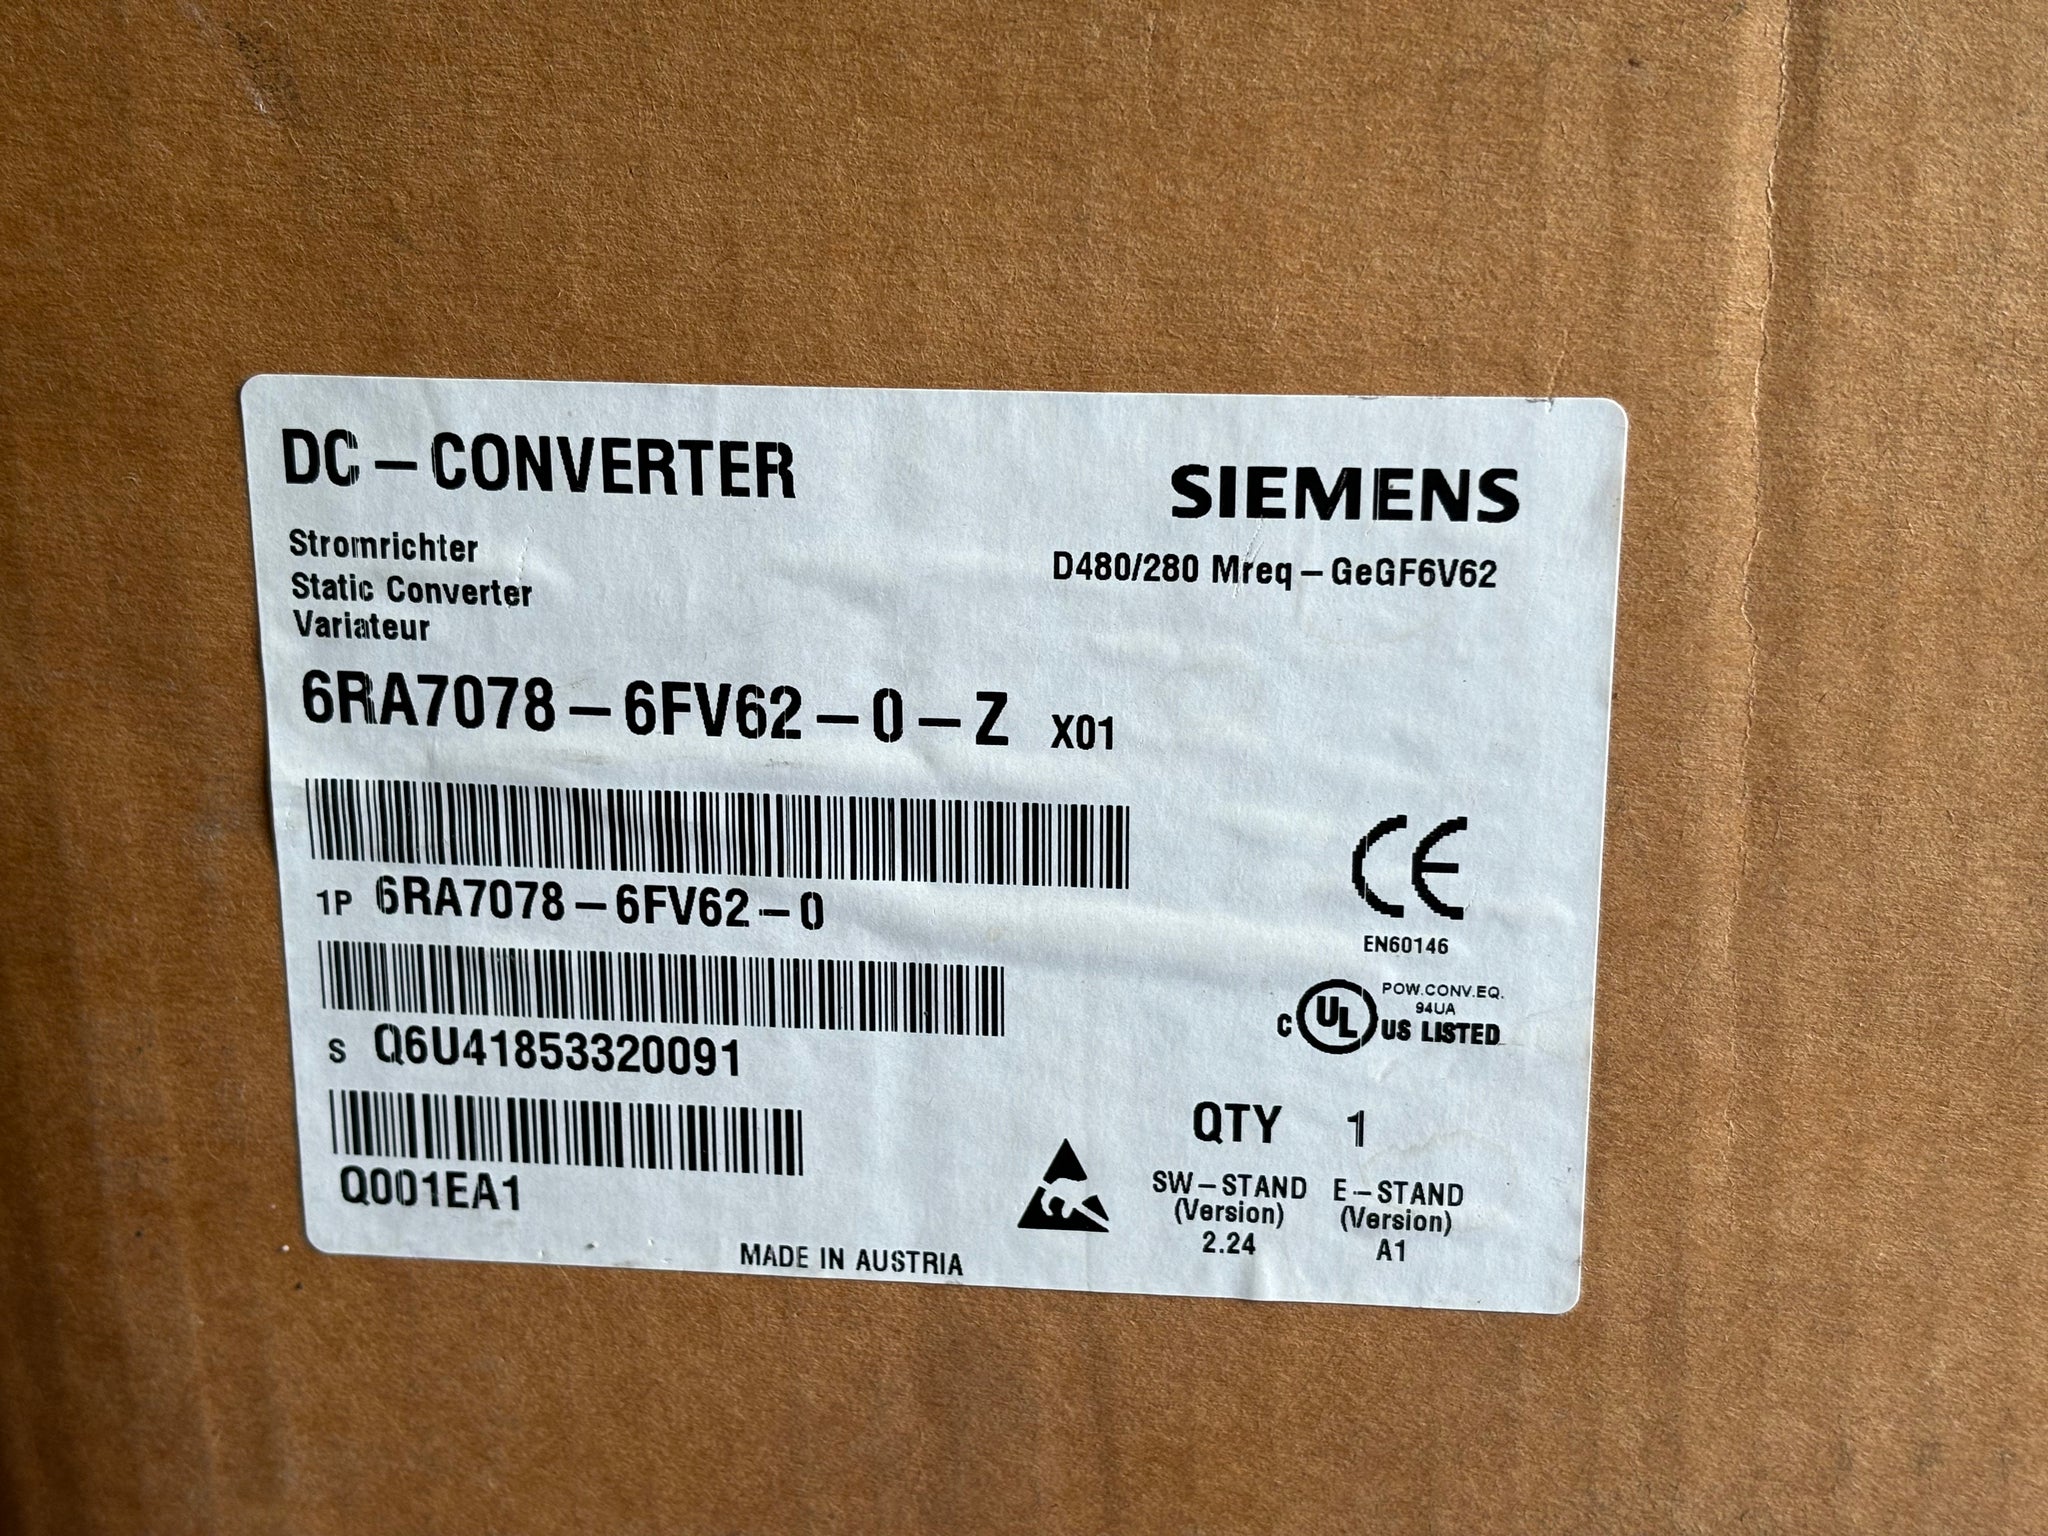 DC-CONVERTER
SIEMENS
Stromrichter
Static Converter
Variateur
D480/280 Mreq-GeGF6V62
6RA7078-6FV62-0-Z X01
1P 6RA7078-6FV62-0
CE
EN60146
S Q6U41853320091
C UL US LISTED
POW.CONV.EQ.
94UA
Q001EA1
QTY 1
SW-STAND E-STAND
(Version) (Version)
2.24 A1
MADE IN AUSTRIA